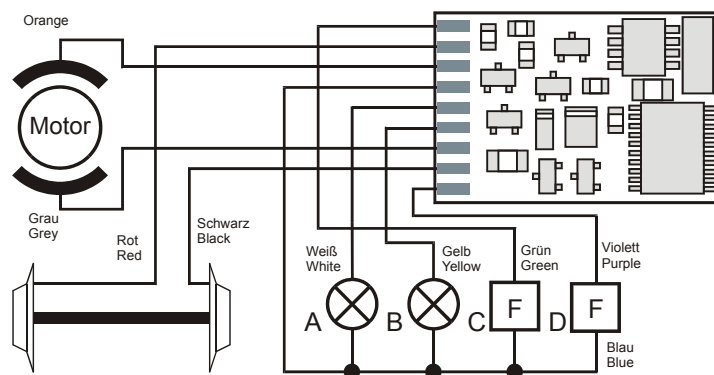 Orange
Motor
Grau
Grey
Rot
Red
Schwarz
Black
Weiß
White
Gelb
Yellow
Grün
Green
Violett
Purple
A
B
C
F
D
F
Blau
Blue